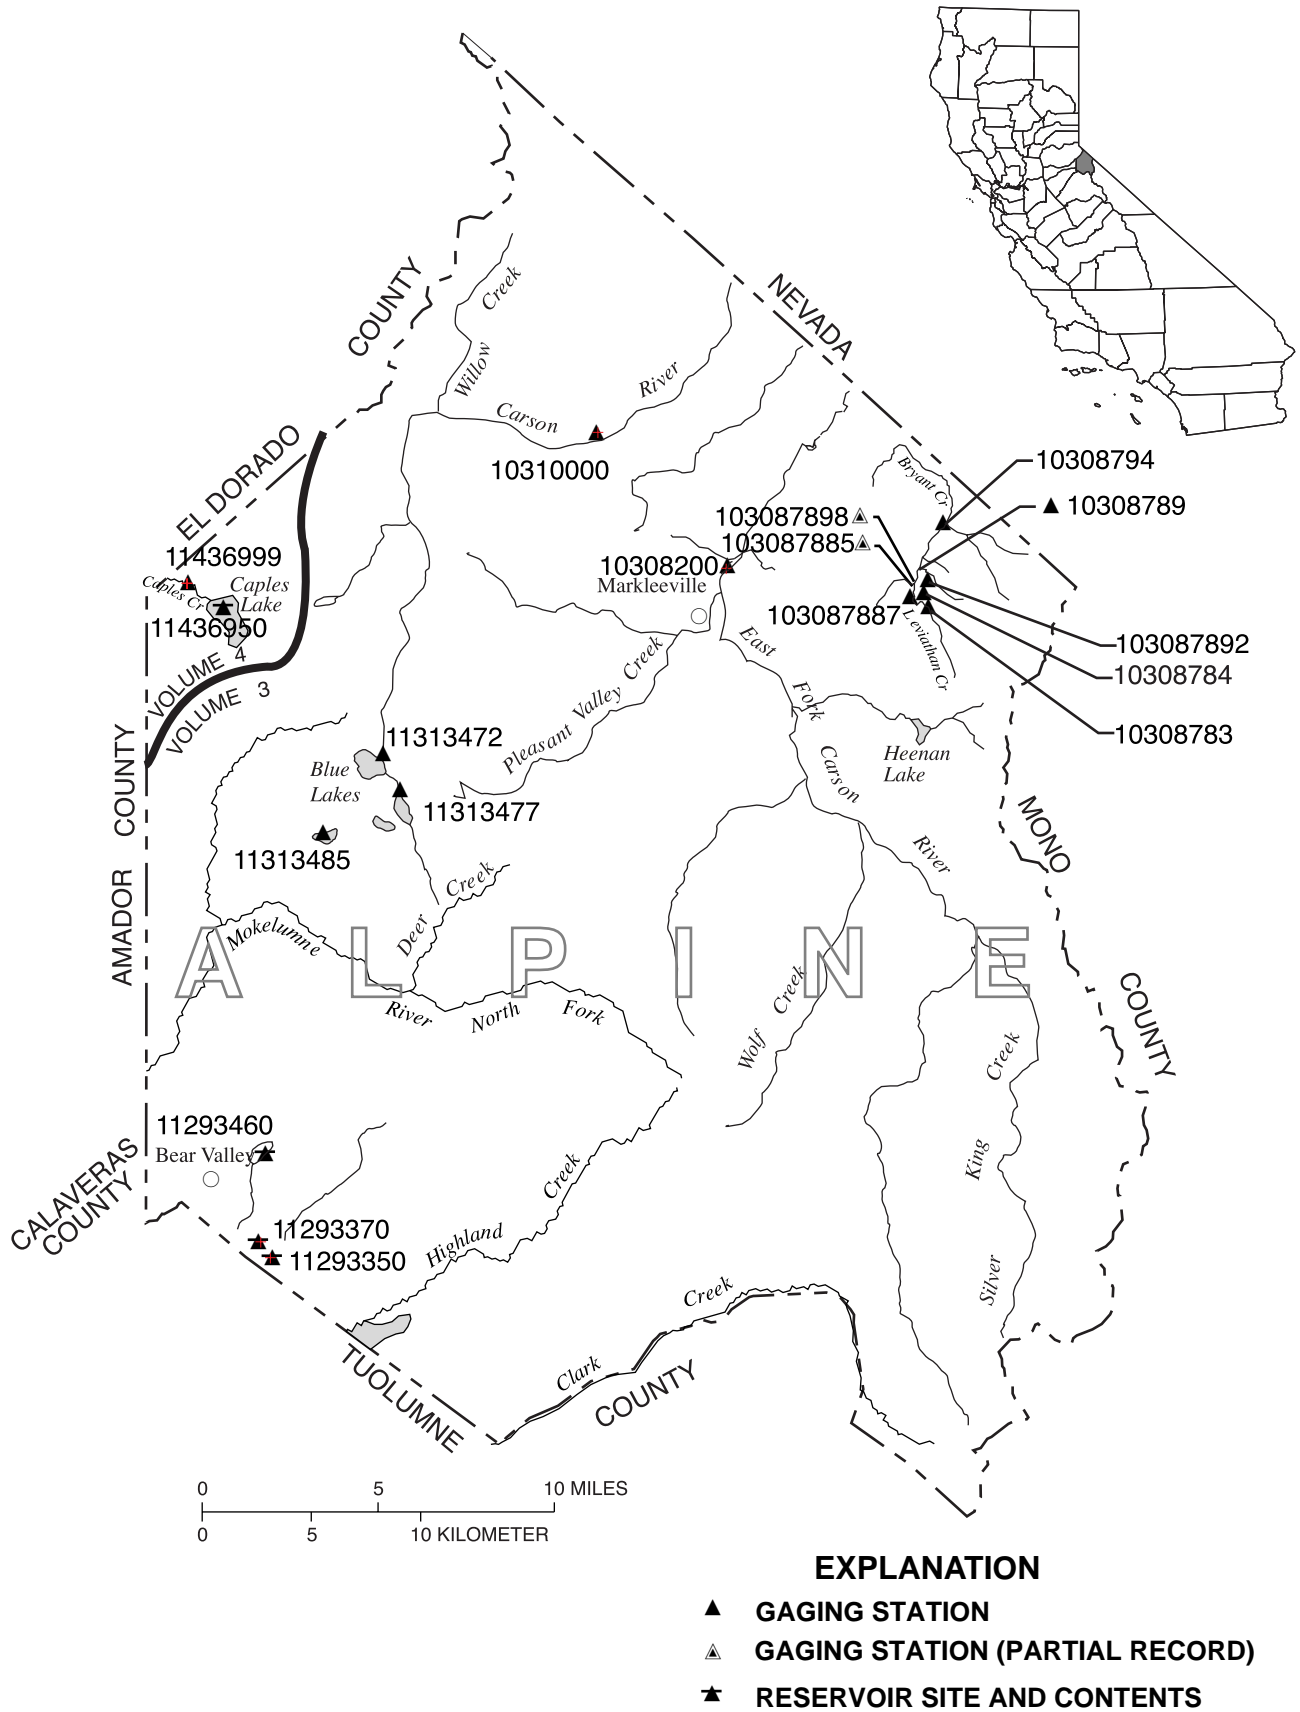 COUNTY
Creek
Willow
NEVADA
River
Carson
10310000
EL DORADO
Bryant Cr
10308794
10308789
103087898
103087885
10308200
Markleeville
103087887
Leviathan Cr
103087892
10308784
10308783
11436999
Caples Cr
Caples
Lake
11436950
VOLUME 4
VOLUME 3
East
Fork
Carson
River
Pleasant Valley Creek
Heenan
Lake
11313472
Blue
Lakes
11313477
11313485
AMADOR COUNTY
MONO
COUNTY
Deer Creek
Mokelumne
River North Fork
ALPINE
Wolf Creek
Silver King Creek
11293460
Bear Valley
CALAVERAS
COUNTY
11293370
11293350
Highland Creek
Clark Creek
TUOLUMNE
COUNTY
0 5 10 MILES
0 5 10 KILOMETER
EXPLANATION
GAGING STATION
GAGING STATION (PARTIAL RECORD)
RESERVOIR SITE AND CONTENTS